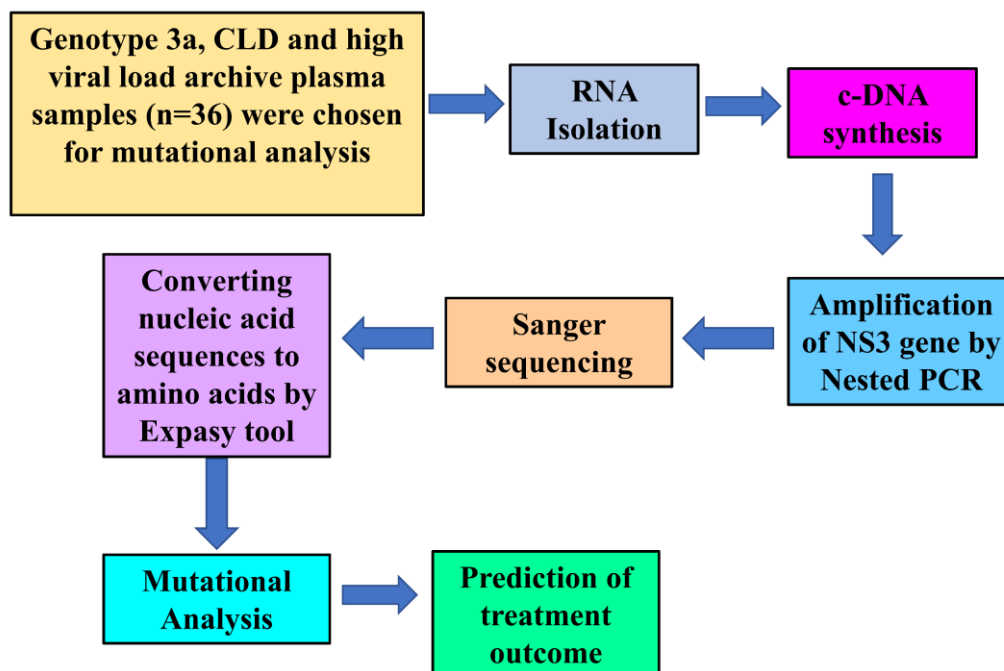 Genotype 3a, CLD and high
viral load archive plasma
samples (n=36) were chosen
for mutational analysis
RNA
Isolation
c-DNA
synthesis
Amplification
of NS3 gene by
Nested PCR
Sanger
sequencing
Converting
nucleic acid
sequences to
amino acids by
Expasy tool
Mutational
Analysis
Prediction of
treatment
outcome